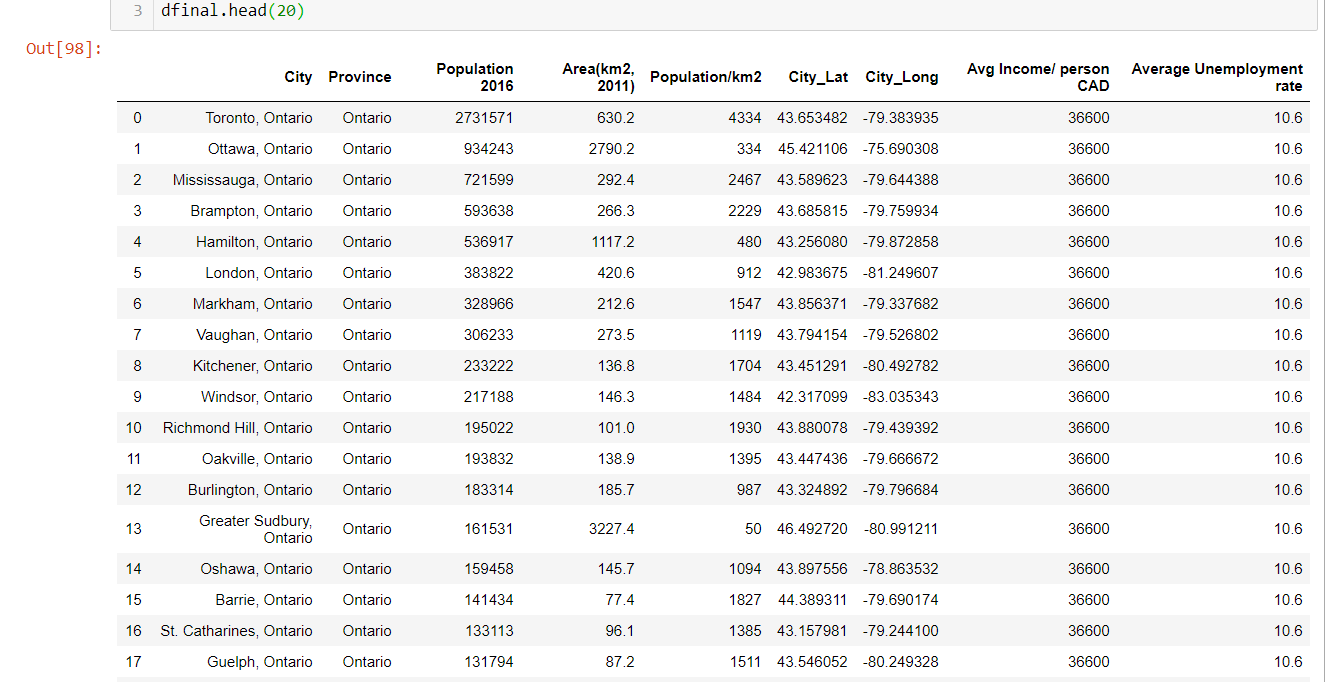 3 dfinal.head(20)
Out[98]:
City Province Population 2016 Area(km2, 2011) Population/km2 City_Lat City_Long Avg Income/ person CAD Average Unemployment rate
0 Toronto, Ontario Ontario 2731571 630.2 4334 43.653482 -79.383935 36600 10.6
1 Ottawa, Ontario Ontario 934243 2790.2 334 45.421106 -75.690308 36600 10.6
2 Mississauga, Ontario Ontario 721599 292.4 2467 43.589623 -79.644388 36600 10.6
3 Brampton, Ontario Ontario 593638 266.3 2229 43.685815 -79.759934 36600 10.6
4 Hamilton, Ontario Ontario 536917 1117.2 480 43.256080 -79.872858 36600 10.6
5 London, Ontario Ontario 383822 420.6 912 42.983675 -81.249607 36600 10.6
6 Markham, Ontario Ontario 328966 212.6 1547 43.856371 -79.337682 36600 10.6
7 Vaughan, Ontario Ontario 306233 273.5 1119 43.794154 -79.526802 36600 10.6
8 Kitchener, Ontario Ontario 233222 136.8 1704 43.451291 -80.492782 36600 10.6
9 Windsor, Ontario Ontario 217188 146.3 1484 42.317099 -83.035343 36600 10.6
10 Richmond Hill, Ontario Ontario 195022 101.0 1930 43.880078 -79.439392 36600 10.6
11 Oakville, Ontario Ontario 193832 138.9 1395 43.447436 -79.666672 36600 10.6
12 Burlington, Ontario Ontario 183314 185.7 987 43.324892 -79.796684 36600 10.6
13 Greater Sudbury, Ontario Ontario 161531 3227.4 50 46.492720 -80.991211 36600 10.6
14 Oshawa, Ontario Ontario 159458 145.7 1094 43.897556 -78.863532 36600 10.6
15 Barrie, Ontario Ontario 141434 77.4 1827 44.389311 -79.690174 36600 10.6
16 St. Catharines, Ontario Ontario 133113 96.1 1385 43.157981 -79.244100 36600 10.6
17 Guelph, Ontario Ontario 131794 87.2 1511 43.546052 -80.249328 36600 10.6